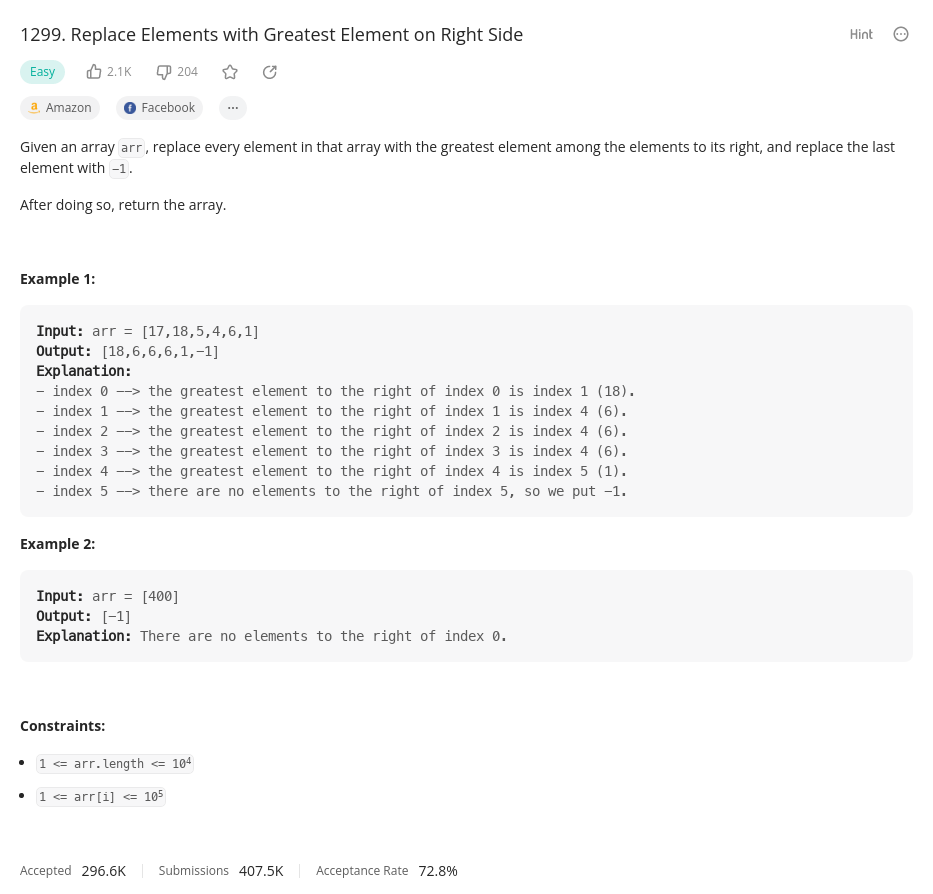 1299. Replace Elements with Greatest Element on Right Side
Hint
Easy
2.1K
204
Amazon
Facebook
Given an array arr, replace every element in that array with the greatest element among the elements to its right, and replace the last
element with -1.
After doing so, return the array.
Example 1:
Input: arr = [17,18,5,4,6,1]
Output: [18,6,6,6,1,-1]
Explanation:
- index 0 --> the greatest element to the right of index 0 is index 1 (18).
- index 1 --> the greatest element to the right of index 1 is index 4 (6).
- index 2 --> the greatest element to the right of index 2 is index 4 (6).
- index 3 --> the greatest element to the right of index 3 is index 4 (6).
- index 4 --> the greatest element to the right of index 4 is index 5 (1).
- index 5 --> there are no elements to the right of index 5, so we put -1.
Example 2:
Input: arr = [400]
Output: [-1]
Explanation: There are no elements to the right of index 0.
Constraints:
• 1 <= arr.length <= 10⁴
• 1 <= arr[i] <= 10⁵
Accepted 296.6K Submissions 407.5K Acceptance Rate 72.8%